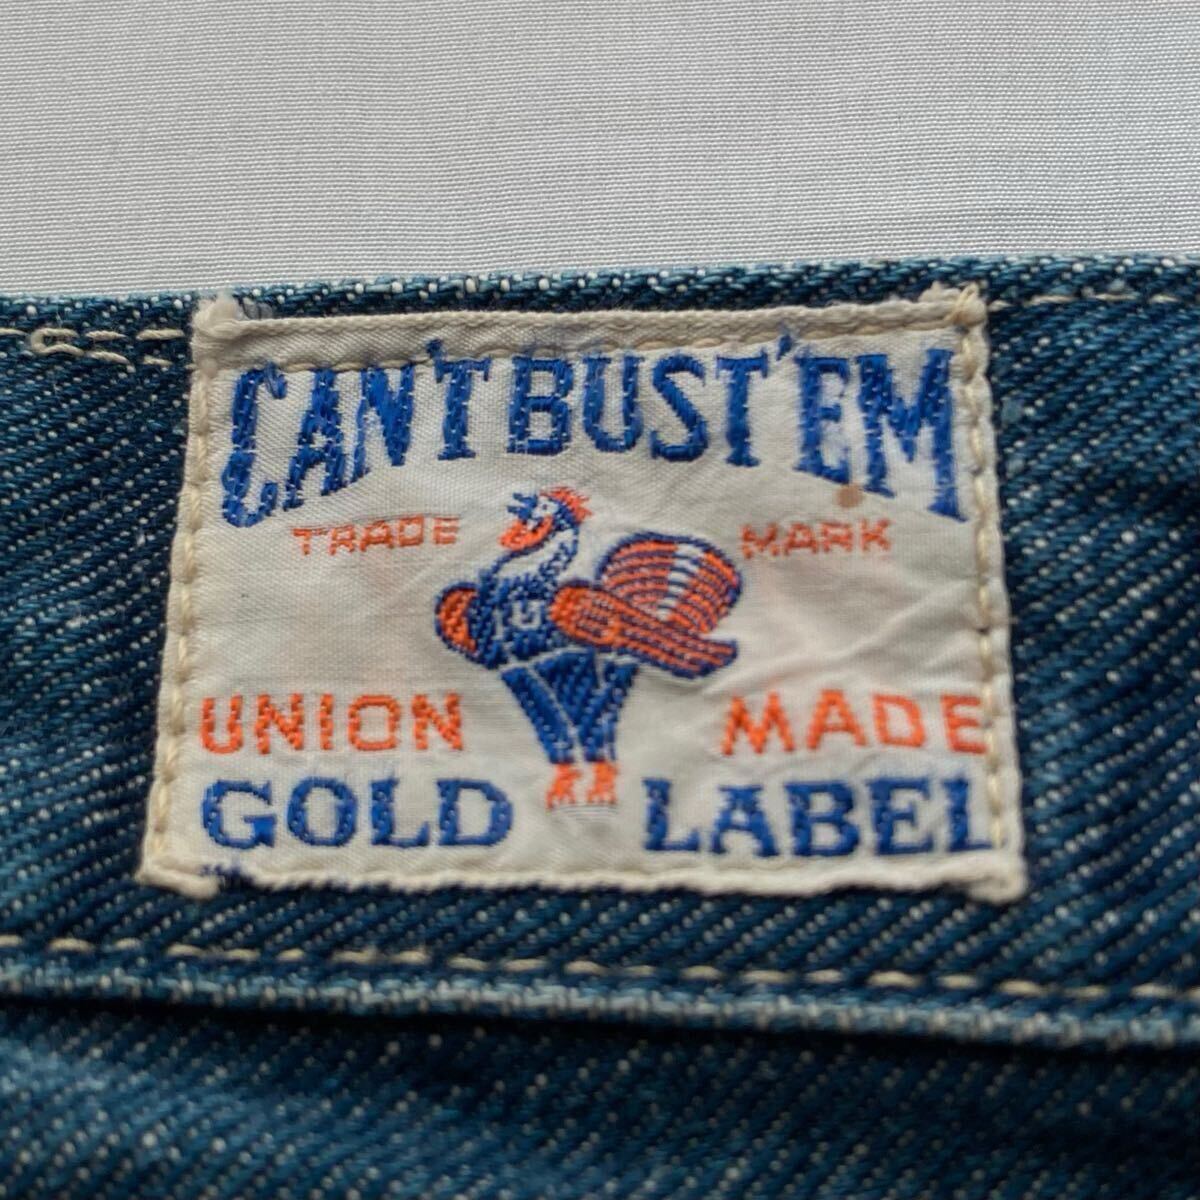 CAN'T BUST 'EM
TRADE MARK
UNION MADE
GOLD LABEL